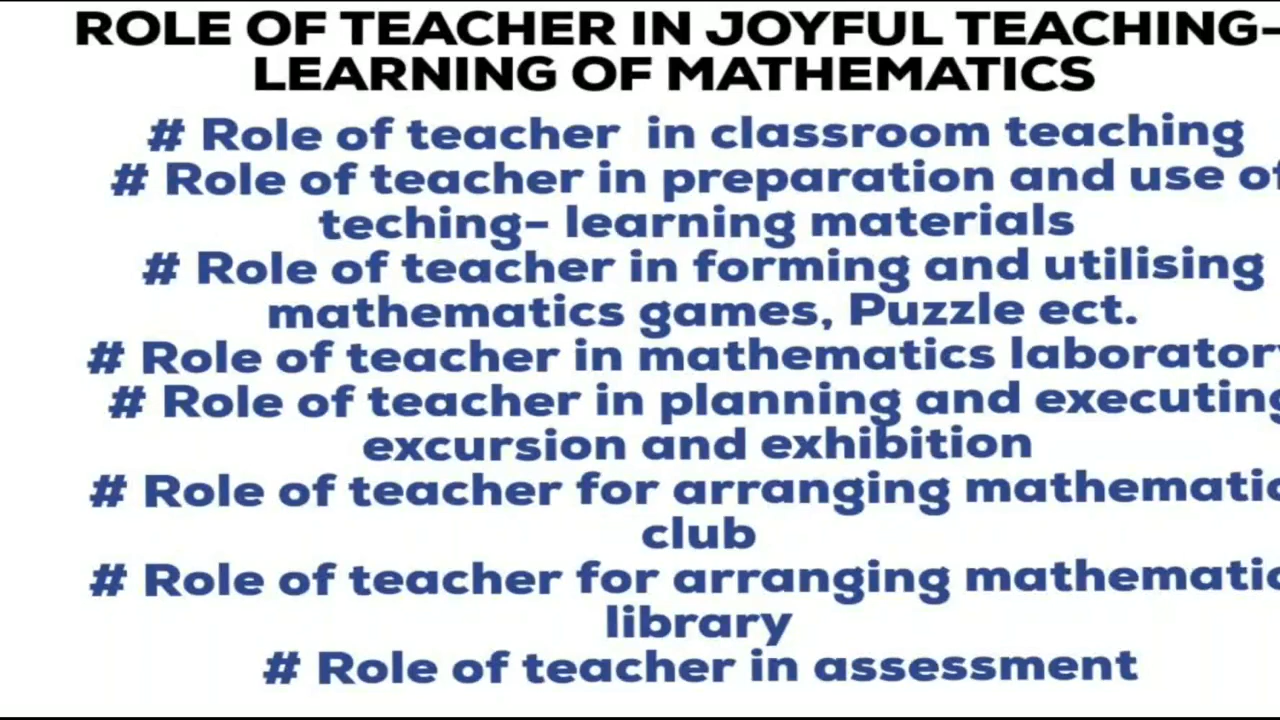 ROLE OF TEACHER IN JOYFUL TEACHING-
LEARNING OF MATHEMATICS
# Role of teacher in classroom teaching
# Role of teacher in preparation and use of
teching- learning materials
# Role of teacher in forming and utilising
mathematics games, Puzzle ect.
# Role of teacher in mathematics laboratory
# Role of teacher in planning and executing
excursion and exhibition
# Role of teacher for arranging mathematic
club
# Role of teacher for arranging mathematic
library
# Role of teacher in assessment